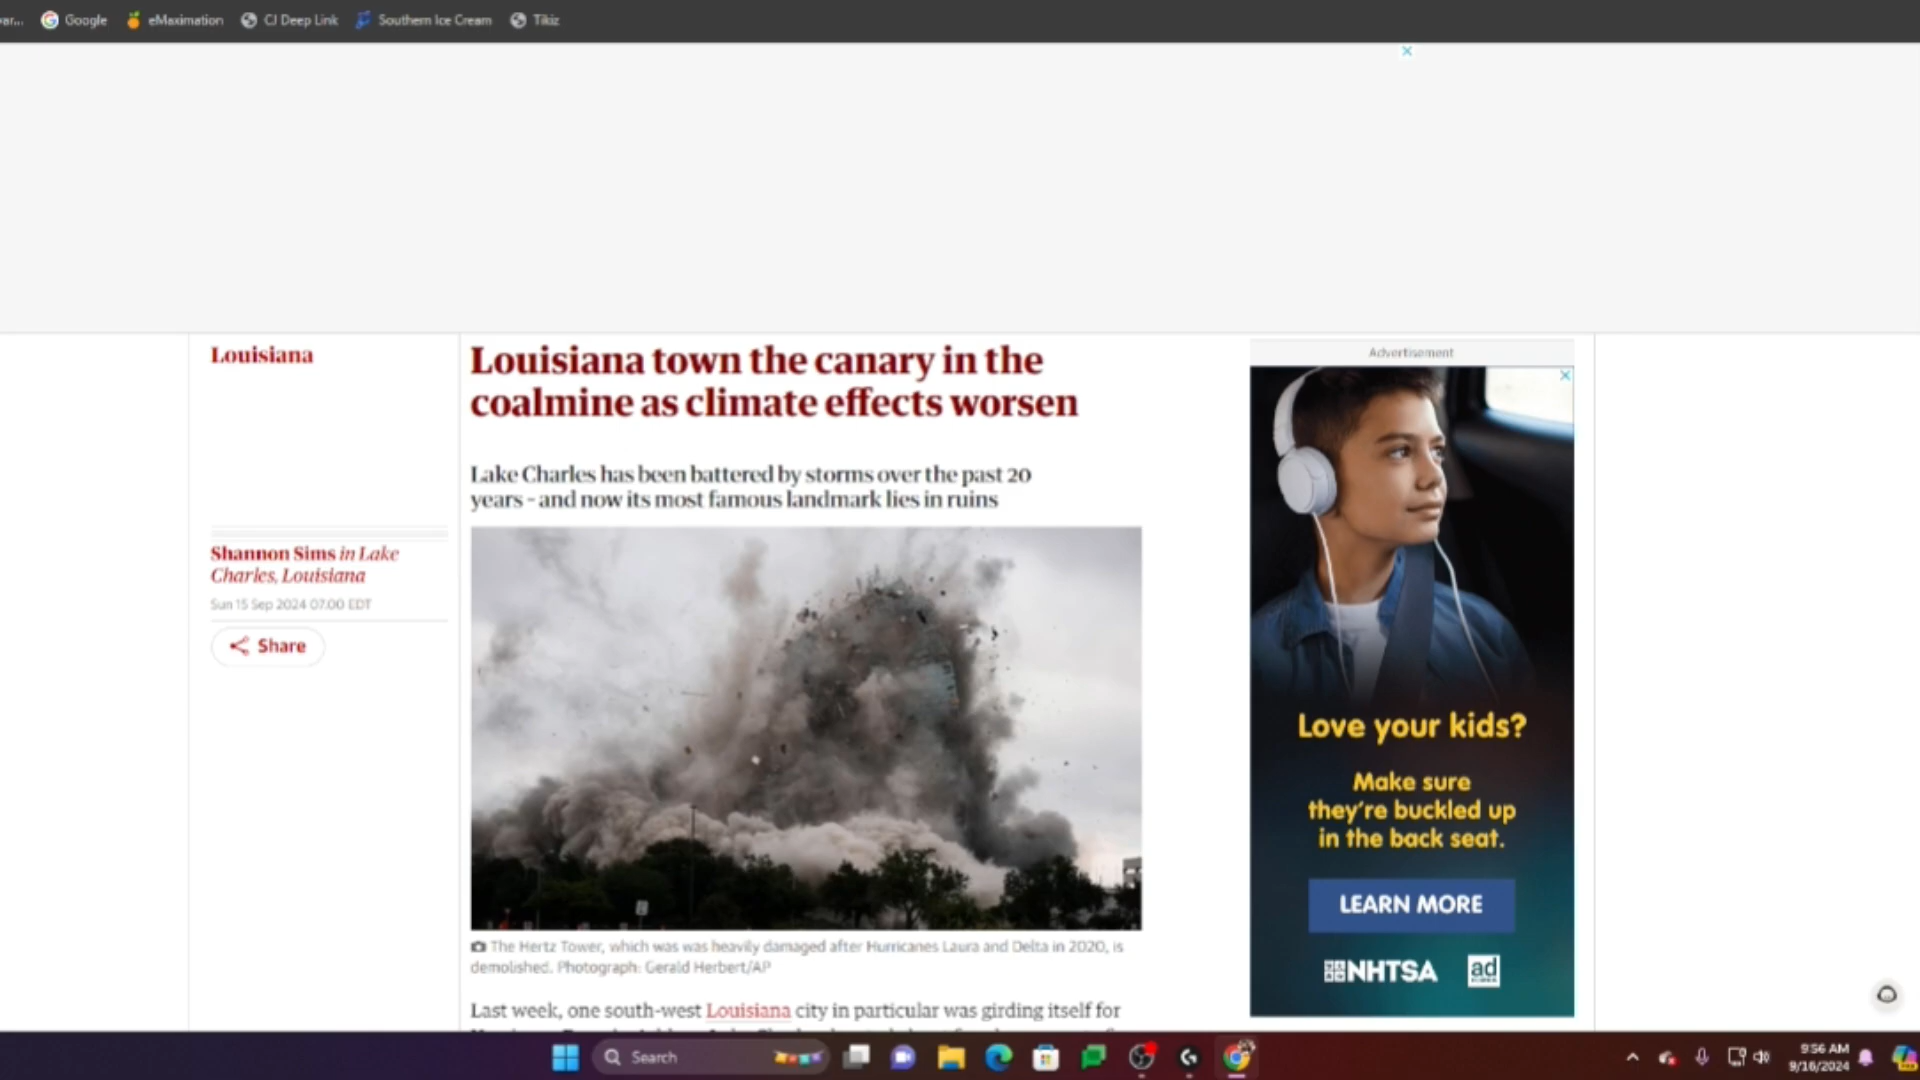 Google
eMaximation
CJ Deep Link
Southern Ice Cream
Tikiz
Louisiana
Louisiana town the canary in the
coalmine as climate effects worsen
Lake Charles has been battered by storms over the past 20
years – and now its most famous landmark lies in ruins
Shannon Sims in Lake
Charles, Louisiana
Sun 15 Sep 2024 07.00 EDT
Share
The Hertz Tower, which was was heavily damaged after Hurricanes Laura and Delta in 2020, is
demolished. Photograph: Gerald Herbert/AP
Last week, one south-west Louisiana city in particular was girding itself for
Advertisement
Love your kids?
Make sure
they're buckled up
in the back seat.
LEARN MORE
NHTSA
ad
Search
9:56 AM
9/16/2024